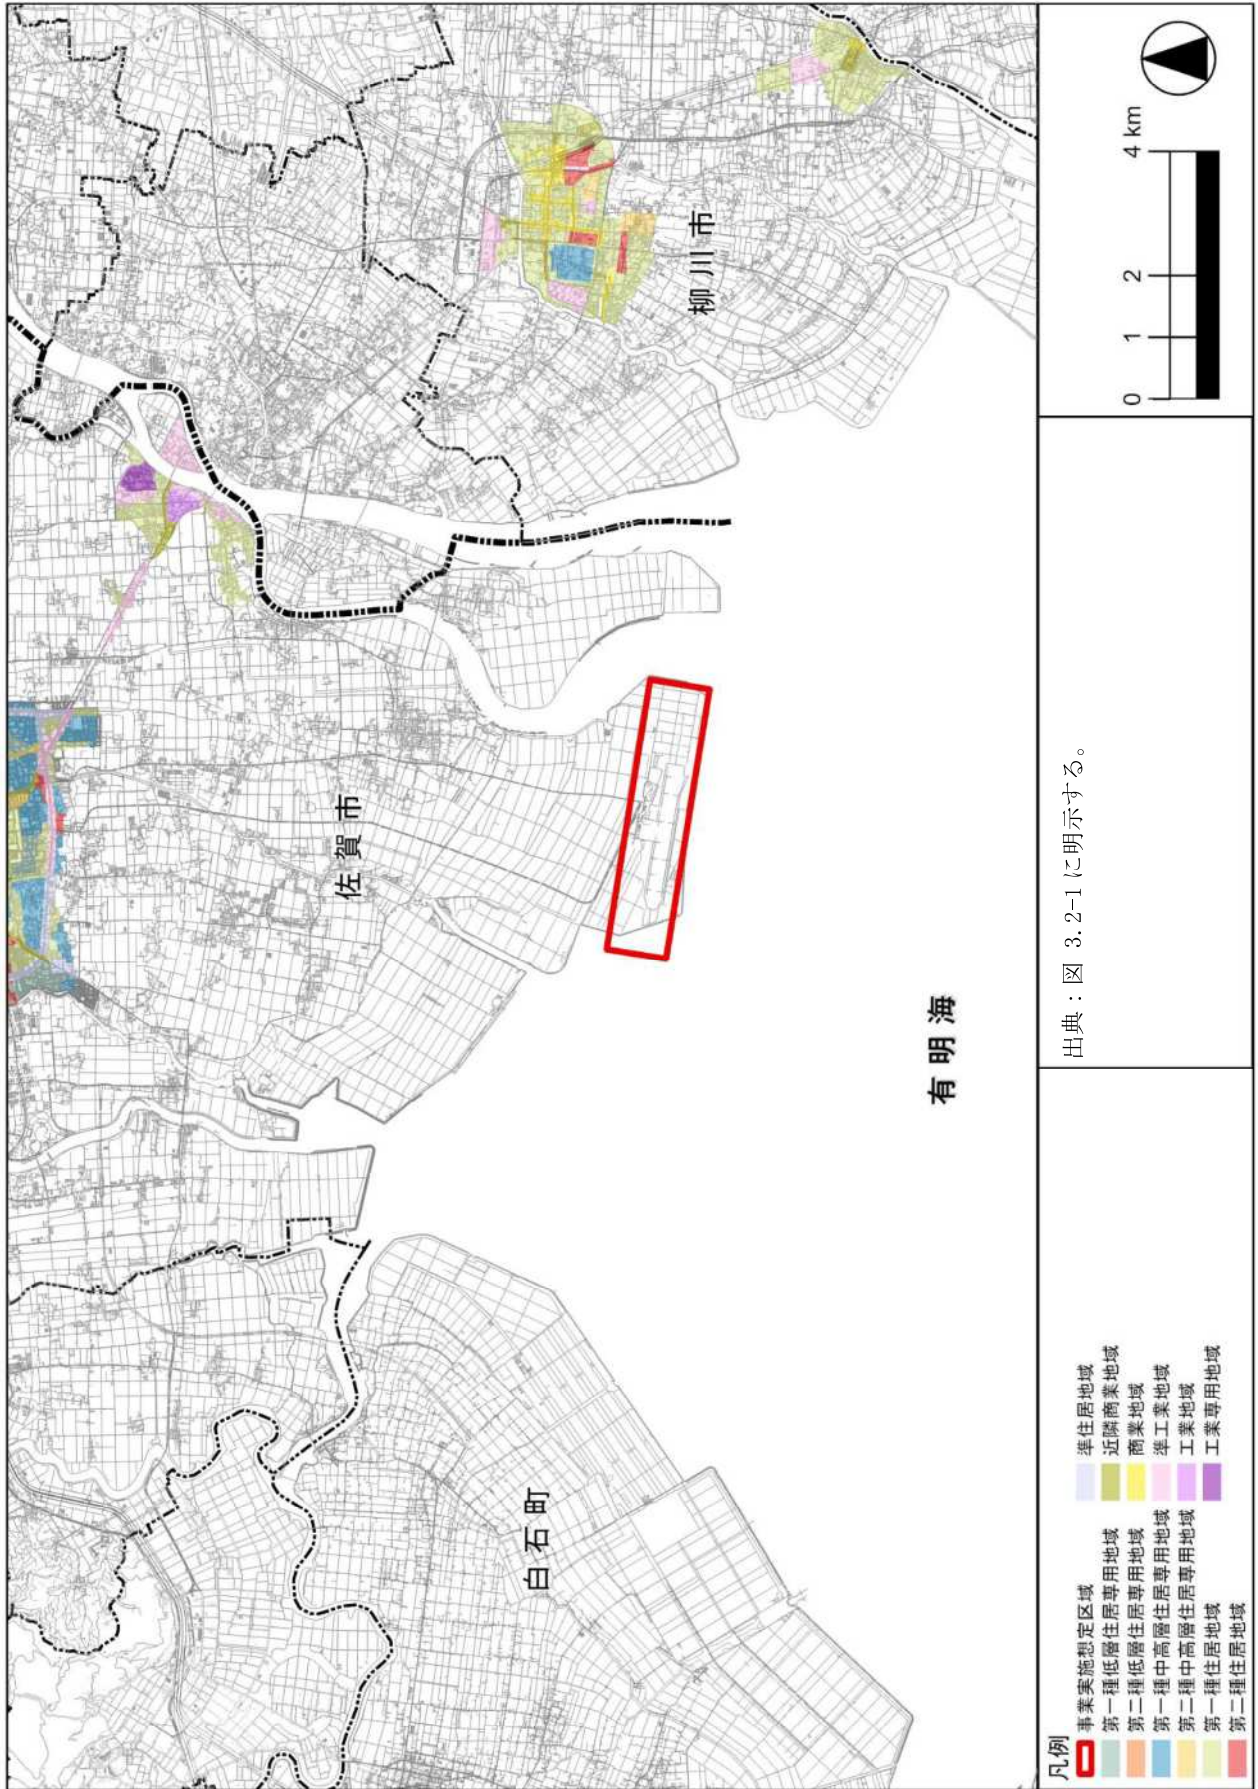 佐賀市
柳川市
白石町
有明海
凡例
事業実施想定区域
第一種低層住居専用地域
第二種低層住居専用地域
第一種中高層住居専用地域
第二種中高層住居専用地域
第一種住居地域
第二種住居地域
準住居地域
近隣商業地域
商業地域
準工業地域
工業地域
工業専用地域
出典：図 3.2-1 に明示する。
0 1 2 4 km